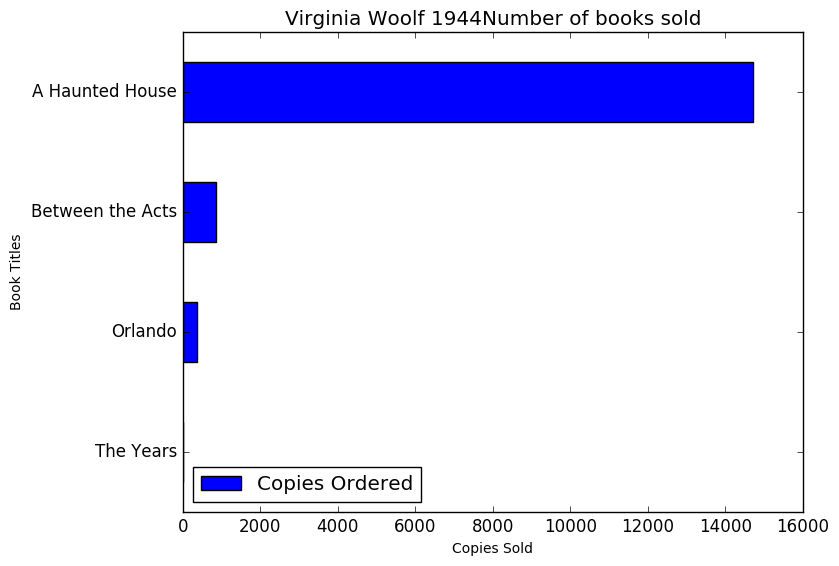 Virginia Woolf 1944Number of books sold
A Haunted House
Between the Acts
Orlando
The Years
Book Titles
Copies Ordered
0 2000 4000 6000 8000 10000 12000 14000 16000
Copies Sold